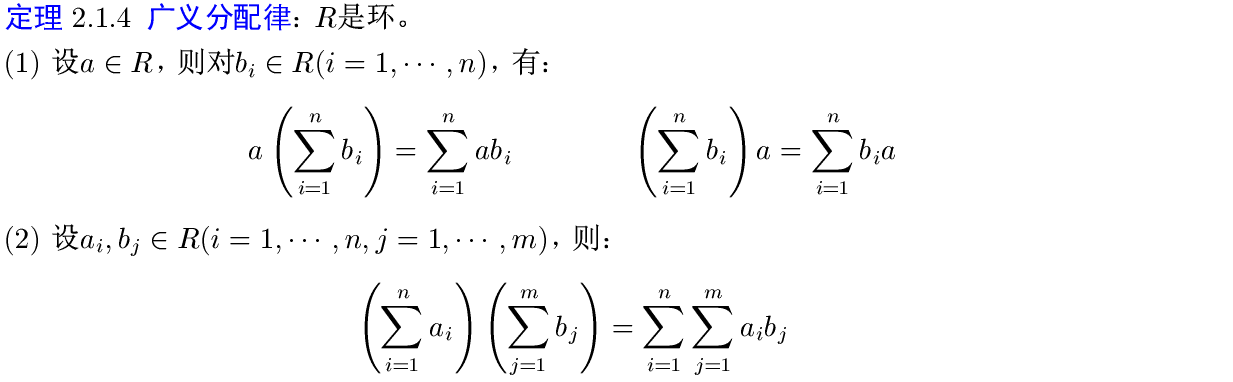 定理 2.1.4 广义分配律：R是环。
(1) 设a ∈ R，则对b_i ∈ R(i = 1, ⋯ , n)，有：
a (∑_{i=1}^{n} b_i) = ∑_{i=1}^{n} ab_i (∑_{i=1}^{n} b_i) a = ∑_{i=1}^{n} b_i a
(2) 设a_i, b_j ∈ R(i = 1, ⋯ , n, j = 1, ⋯ , m)，则：
(∑_{i=1}^{n} a_i) (∑_{j=1}^{m} b_j) = ∑_{i=1}^{n} ∑_{j=1}^{m} a_i b_j